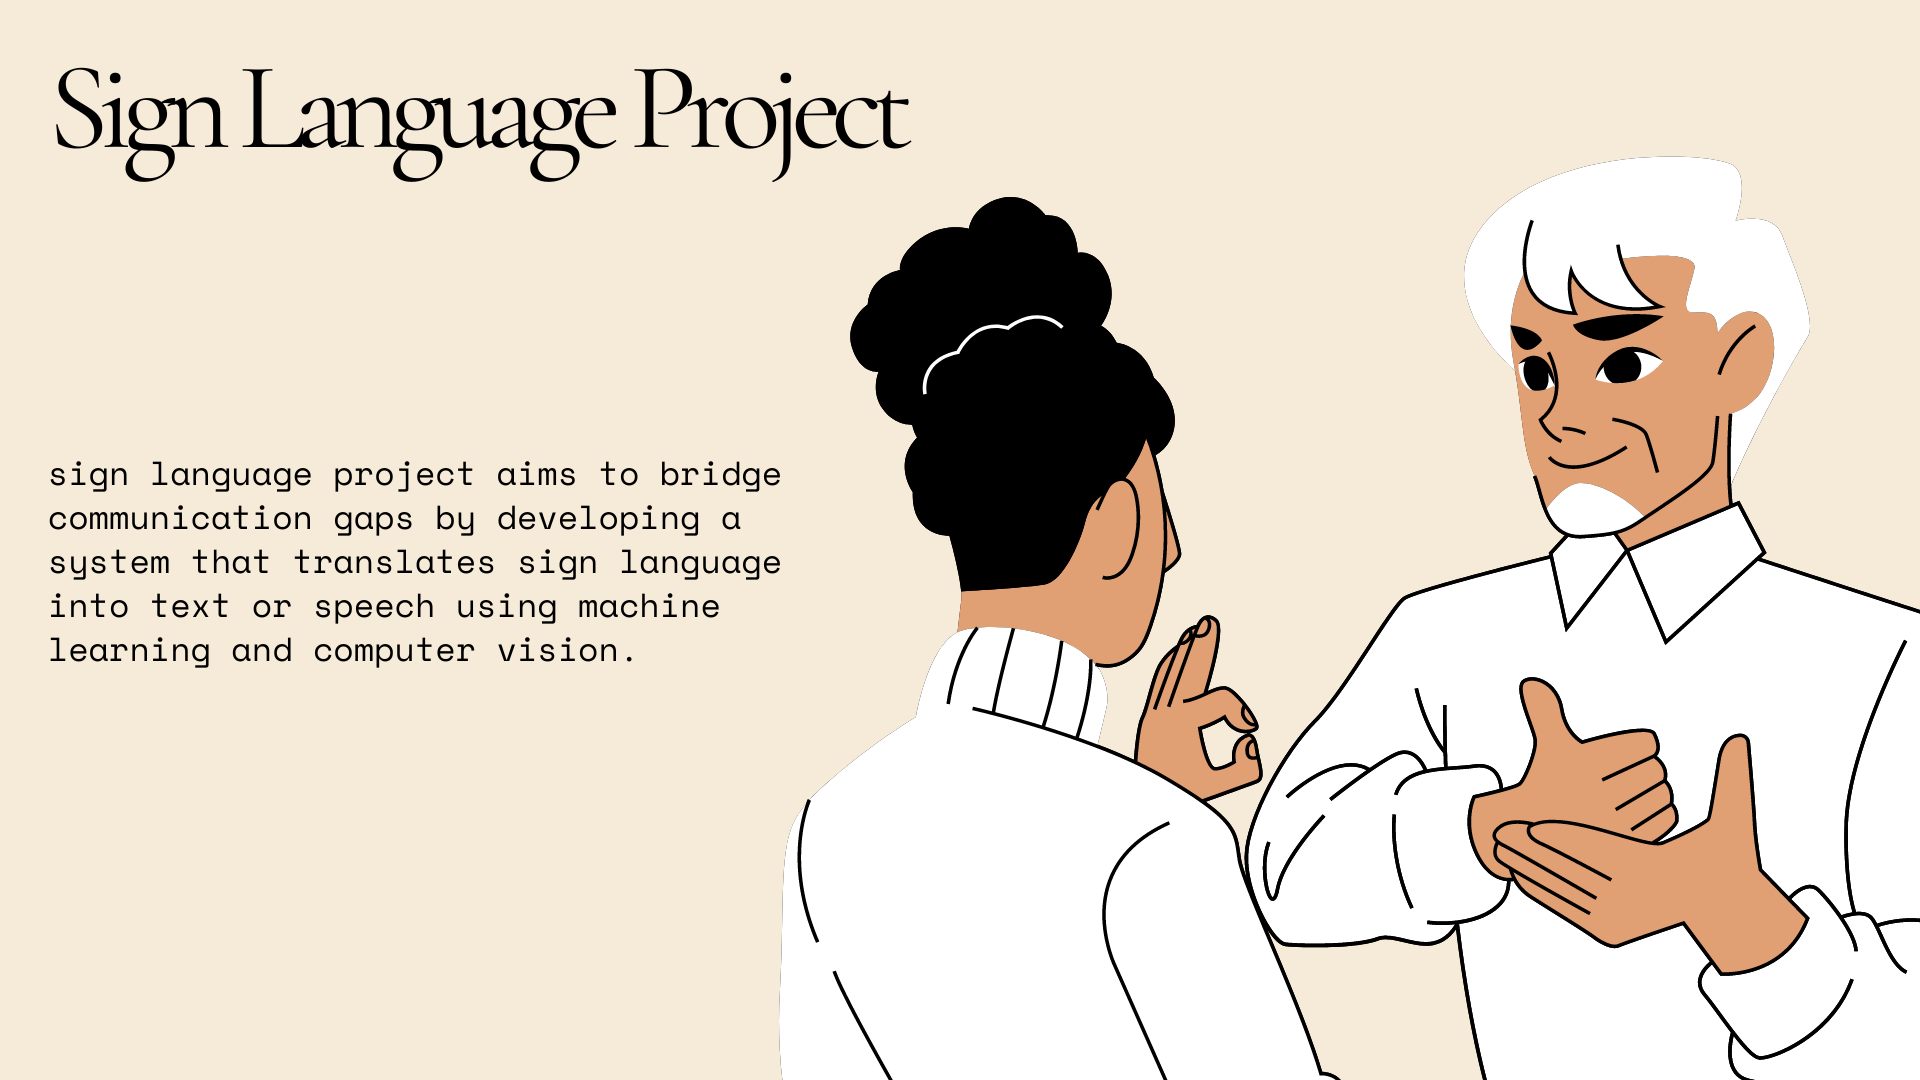 Sign Language Project
sign language project aims to bridge
communication gaps by developing a
system that translates sign language
into text or speech using machine
learning and computer vision.